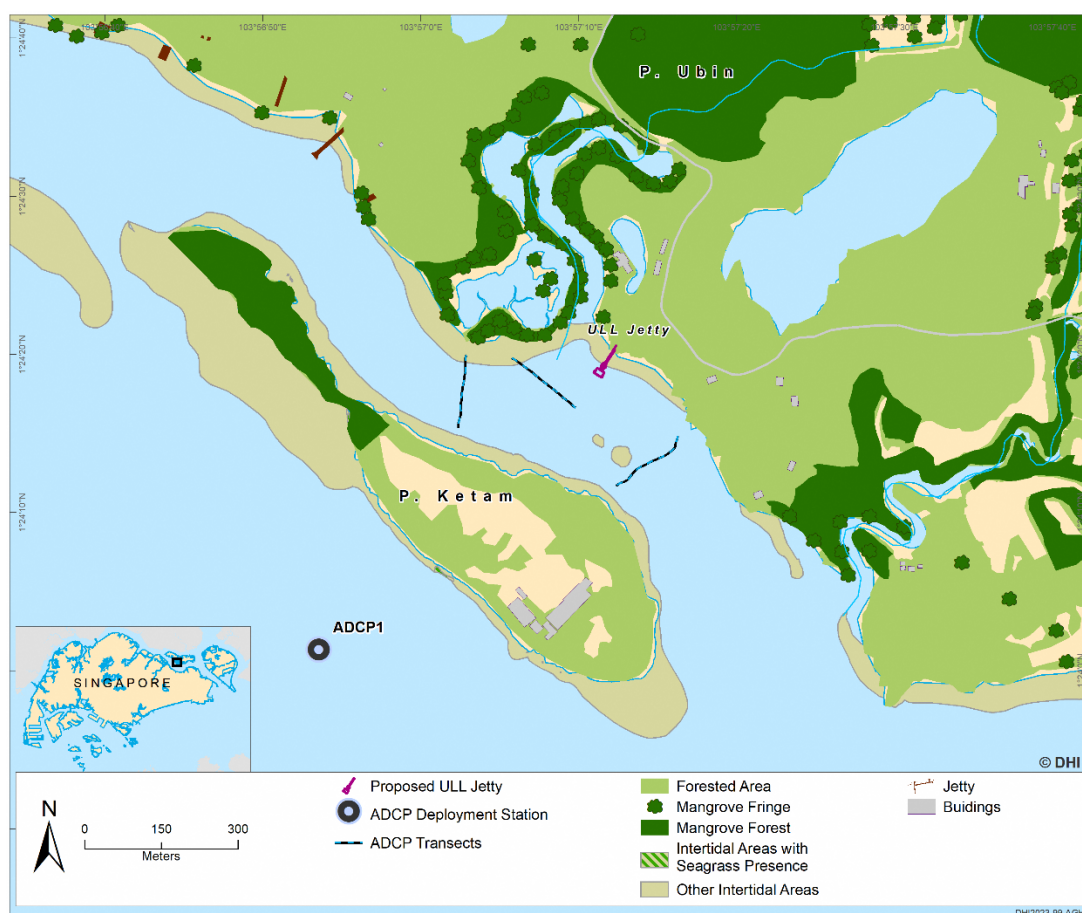 103°56'50"E 103°57'0"E 103°57'10"E 103°57'20"E
1°24'40"N
P. Ubin
1°24'30"N
ULL Jetty
1°24'20"N
P. Ketam
1°24'10"N
ADCP1
SINGAPORE
© DHI
N
0 150 300
Meters
Proposed ULL Jetty
ADCP Deployment Station
ADCP Transects
Forested Area
Mangrove Fringe
Mangrove Forest
Intertidal Areas with
Seagrass Presence
Other Intertidal Areas
Jetty
Buidings